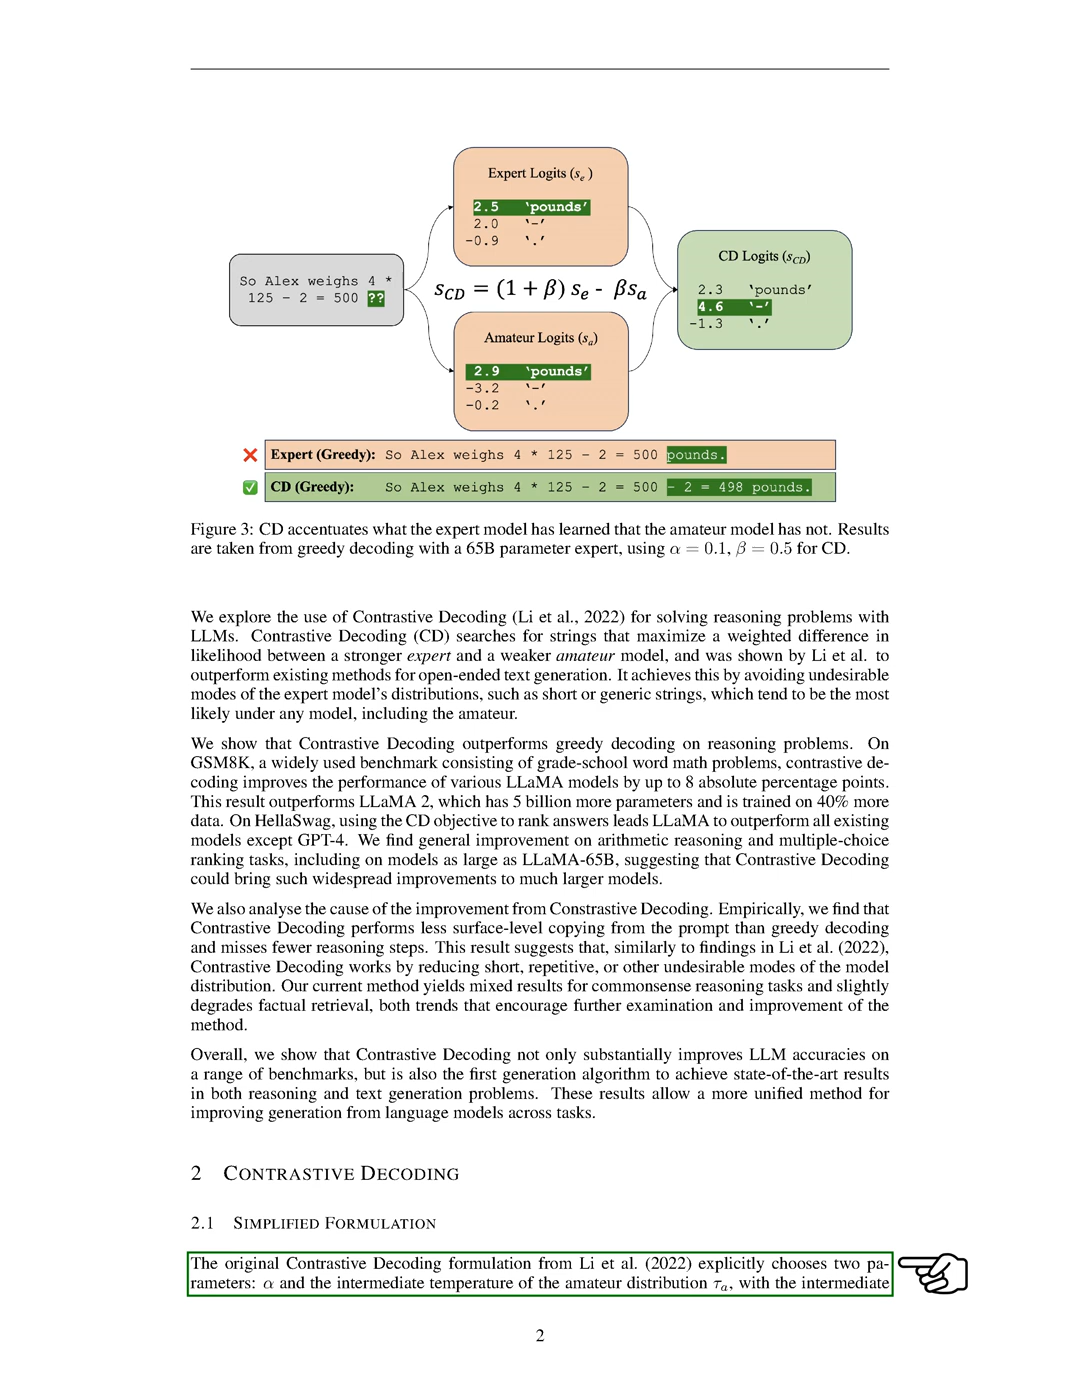 Expert Logits (sₑ)
2.5 ‘pounds’
2.0 ‘-’
-0.9 ‘.’
So Alex weighs 4 *
125 - 2 = 500 ??
s_CD = (1 + β) sₑ - βsₐ
Amateur Logits (sₐ)
2.9 ‘pounds’
-3.2 ‘-’
-0.2 ‘.’
CD Logits (s_CD)
2.3 ‘pounds’
4.6 ‘-’
-1.3 ‘.’
Expert (Greedy): So Alex weighs 4 * 125 - 2 = 500 pounds.
CD (Greedy): So Alex weighs 4 * 125 - 2 = 500 - 2 = 498 pounds.
Figure 3: CD accentuates what the expert model has learned that the amateur model has not. Results
are taken from greedy decoding with a 65B parameter expert, using α = 0.1, β = 0.5 for CD.
We explore the use of Contrastive Decoding (Li et al., 2022) for solving reasoning problems with
LLMs. Contrastive Decoding (CD) searches for strings that maximize a weighted difference in
likelihood between a stronger expert and a weaker amateur model, and was shown by Li et al. to
outperform existing methods for open-ended text generation. It achieves this by avoiding undesirable
modes of the expert model’s distributions, such as short or generic strings, which tend to be the most
likely under any model, including the amateur.
We show that Contrastive Decoding outperforms greedy decoding on reasoning problems. On
GSM8K, a widely used benchmark consisting of grade-school word math problems, contrastive de-
coding improves the performance of various LLaMA models by up to 8 absolute percentage points.
This result outperforms LLaMA 2, which has 5 billion more parameters and is trained on 40% more
data. On HellaSwag, using the CD objective to rank answers leads LLaMA to outperform all existing
models except GPT-4. We find general improvement on arithmetic reasoning and multiple-choice
ranking tasks, including on models as large as LLaMA-65B, suggesting that Contrastive Decoding
could bring such widespread improvements to much larger models.
We also analyse the cause of the improvement from Constrastive Decoding. Empirically, we find that
Contrastive Decoding performs less surface-level copying from the prompt than greedy decoding
and misses fewer reasoning steps. This result suggests that, similarly to findings in Li et al. (2022),
Contrastive Decoding works by reducing short, repetitive, or other undesirable modes of the model
distribution. Our current method yields mixed results for commonsense reasoning tasks and slightly
degrades factual retrieval, both trends that encourage further examination and improvement of the
method.
Overall, we show that Contrastive Decoding not only substantially improves LLM accuracies on
a range of benchmarks, but is also the first generation algorithm to achieve state-of-the-art results
in both reasoning and text generation problems. These results allow a more unified method for
improving generation from language models across tasks.
2 CONTRASTIVE DECODING
2.1 SIMPLIFIED FORMULATION
The original Contrastive Decoding formulation from Li et al. (2022) explicitly chooses two pa-
rameters: α and the intermediate temperature of the amateur distribution τₐ, with the intermediate
2